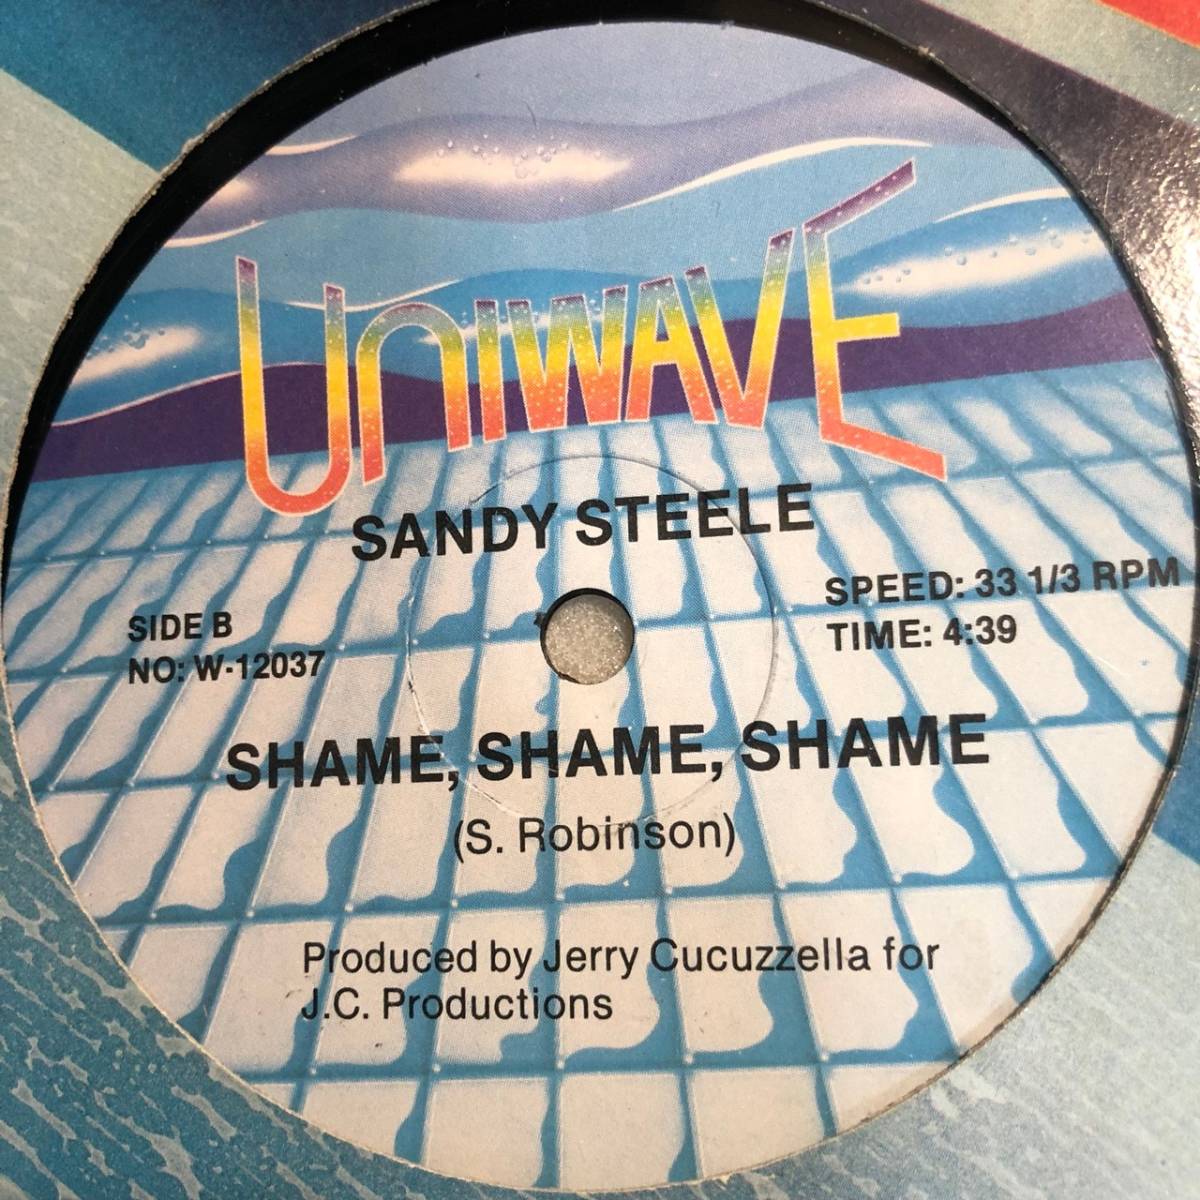 UNIWAVE
SANDY STEELE
SIDE B
NO: W-12037
SPEED: 33 1/3 RPM
TIME: 4:39
SHAME, SHAME, SHAME
(S. Robinson)
Produced by Jerry Cucuzzella for
J.C. Productions